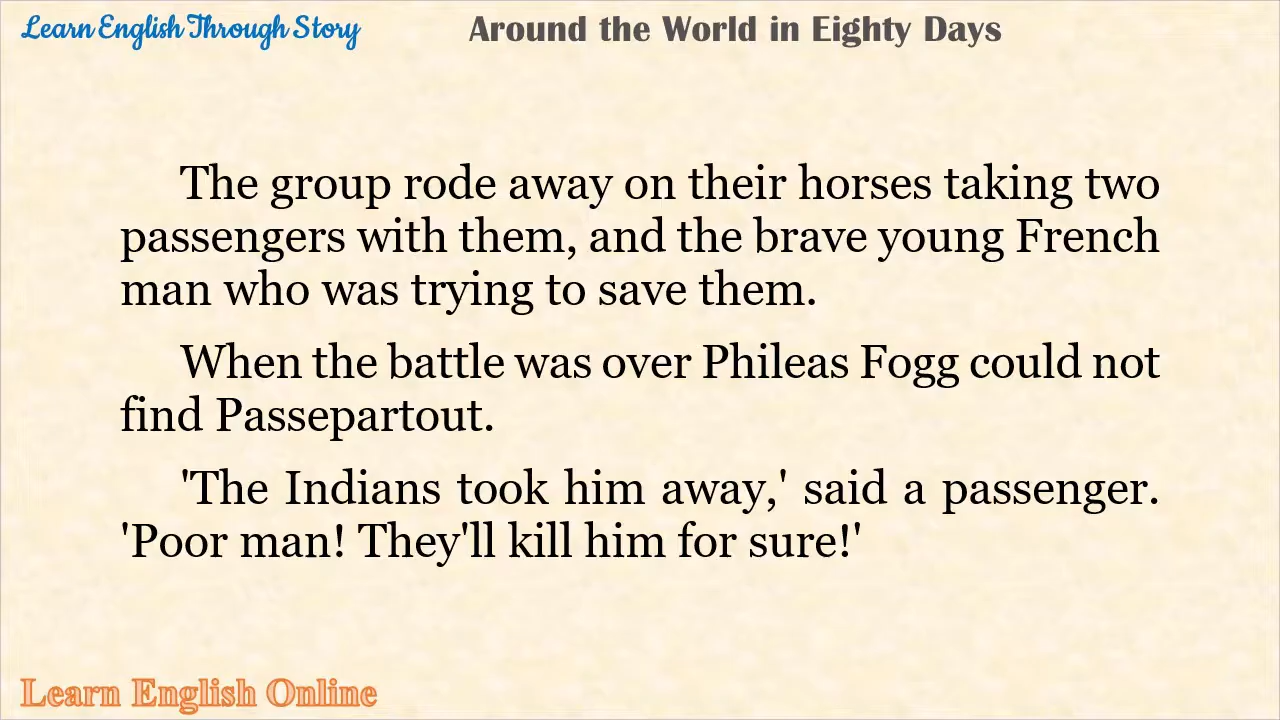 Learn English Through Story
Around the World in Eighty Days
The group rode away on their horses taking two
passengers with them, and the brave young French
man who was trying to save them.
When the battle was over Phileas Fogg could not
find Passepartout.
'The Indians took him away,' said a passenger.
'Poor man! They'll kill him for sure!'
Learn English Online